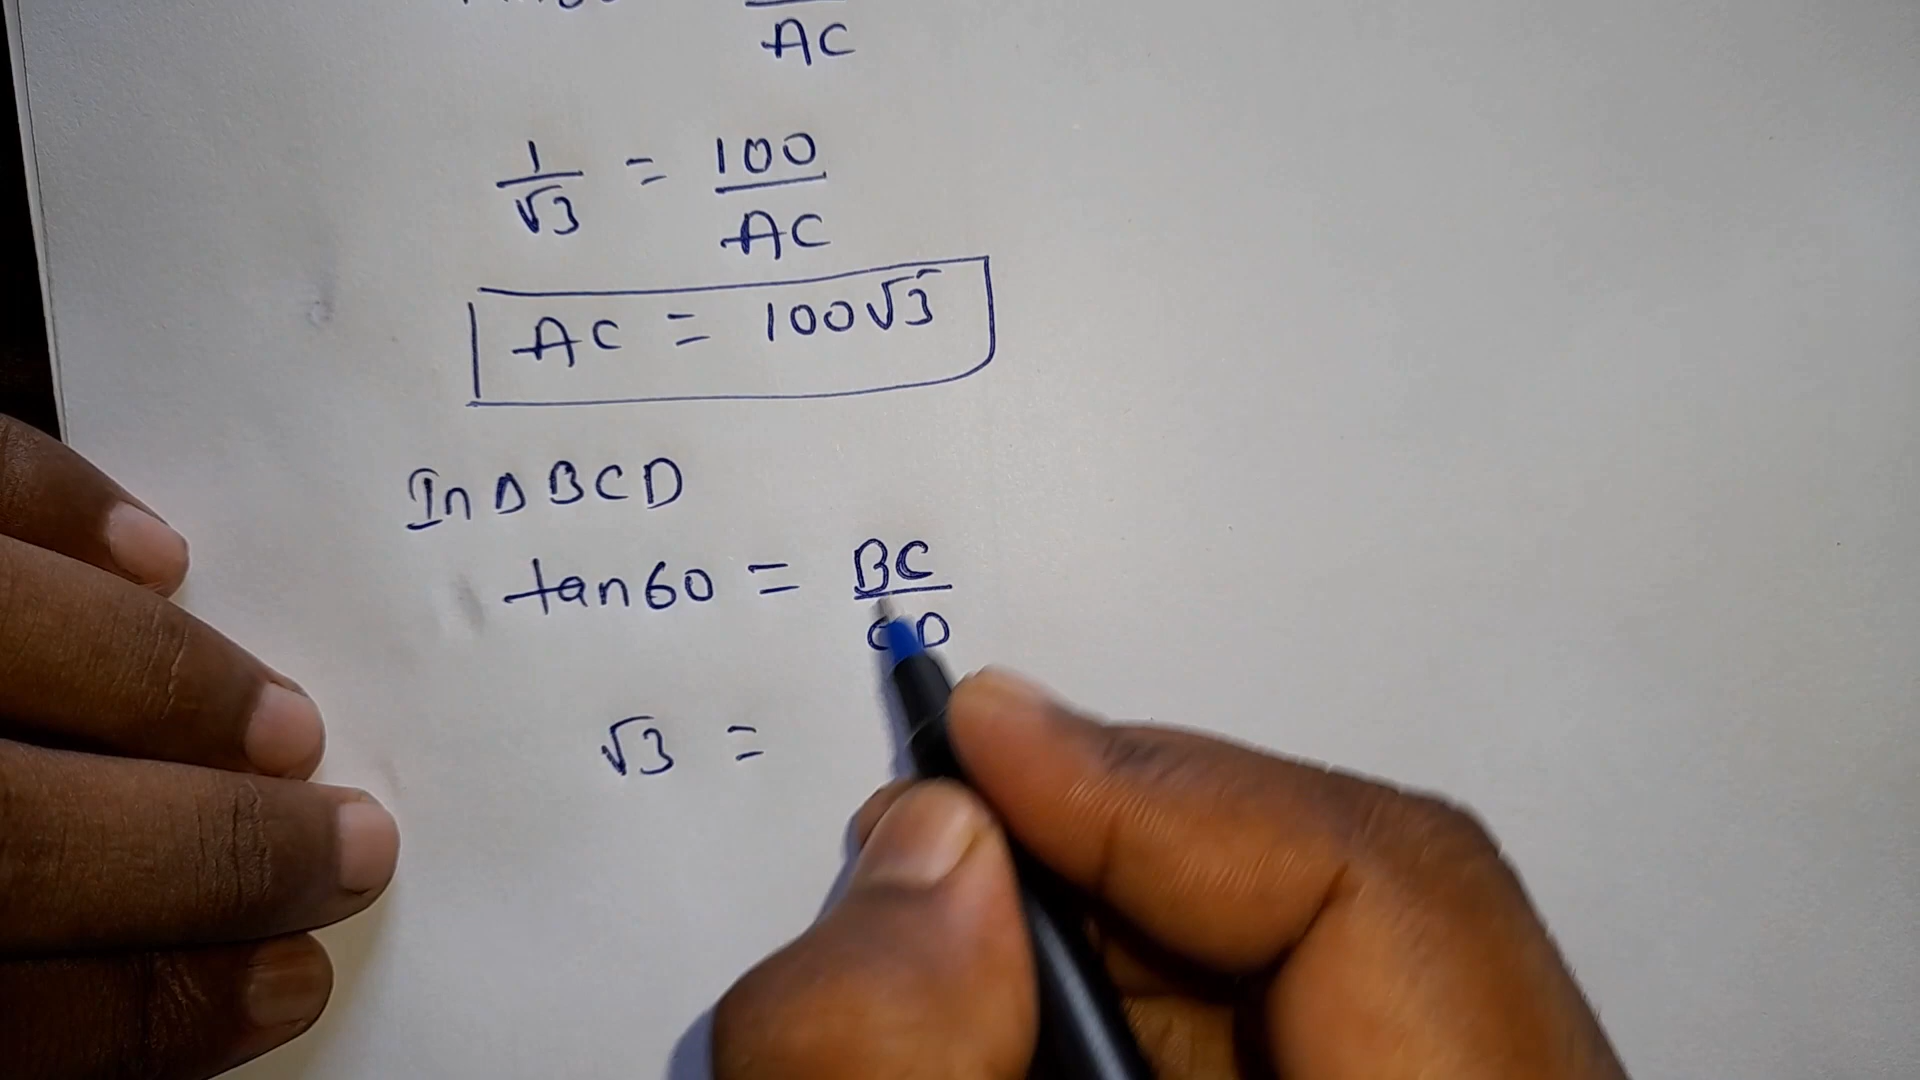 AC
1/√3 = 100/AC
AC = 100√3
In Δ BCD
tan60 = BC/CD
√3 =